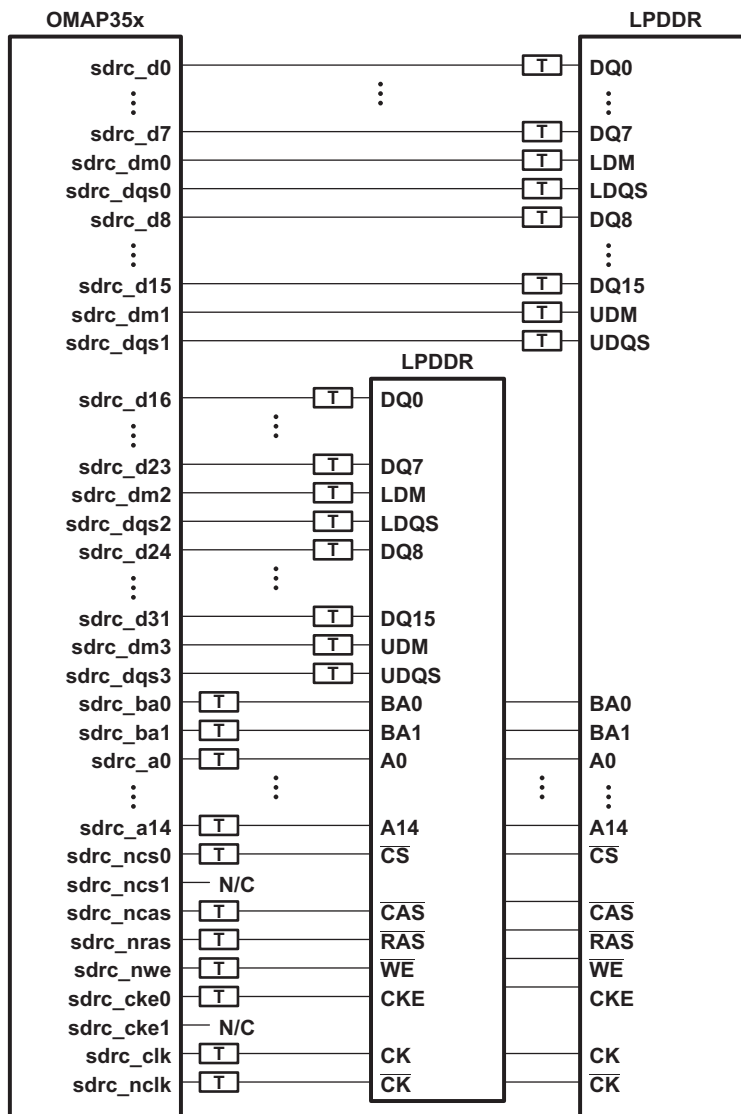 OMAP35x LPDDR
sdrc_d0 T DQ0
sdrc_d7 T DQ7
sdrc_dm0 T LDM
sdrc_dqs0 T LDQS
sdrc_d8 T DQ8
sdrc_d15 T DQ15
sdrc_dm1 T UDM
sdrc_dqs1 T UDQS
LPDDR
sdrc_d16 T DQ0
sdrc_d23 T DQ7
sdrc_dm2 T LDM
sdrc_dqs2 T LDQS
sdrc_d24 T DQ8
sdrc_d31 T DQ15
sdrc_dm3 T UDM
sdrc_dqs3 T UDQS
sdrc_ba0 T BA0 BA0
sdrc_ba1 T BA1 BA1
sdrc_a0 T A0 A0
sdrc_a14 T A14 A14
sdrc_ncs0 T CS CS
sdrc_ncs1 N/C
sdrc_ncas T CAS CAS
sdrc_nras T RAS RAS
sdrc_nwe T WE WE
sdrc_cke0 T CKE CKE
sdrc_cke1 N/C
sdrc_clk T CK CK
sdrc_nclk T CK CK